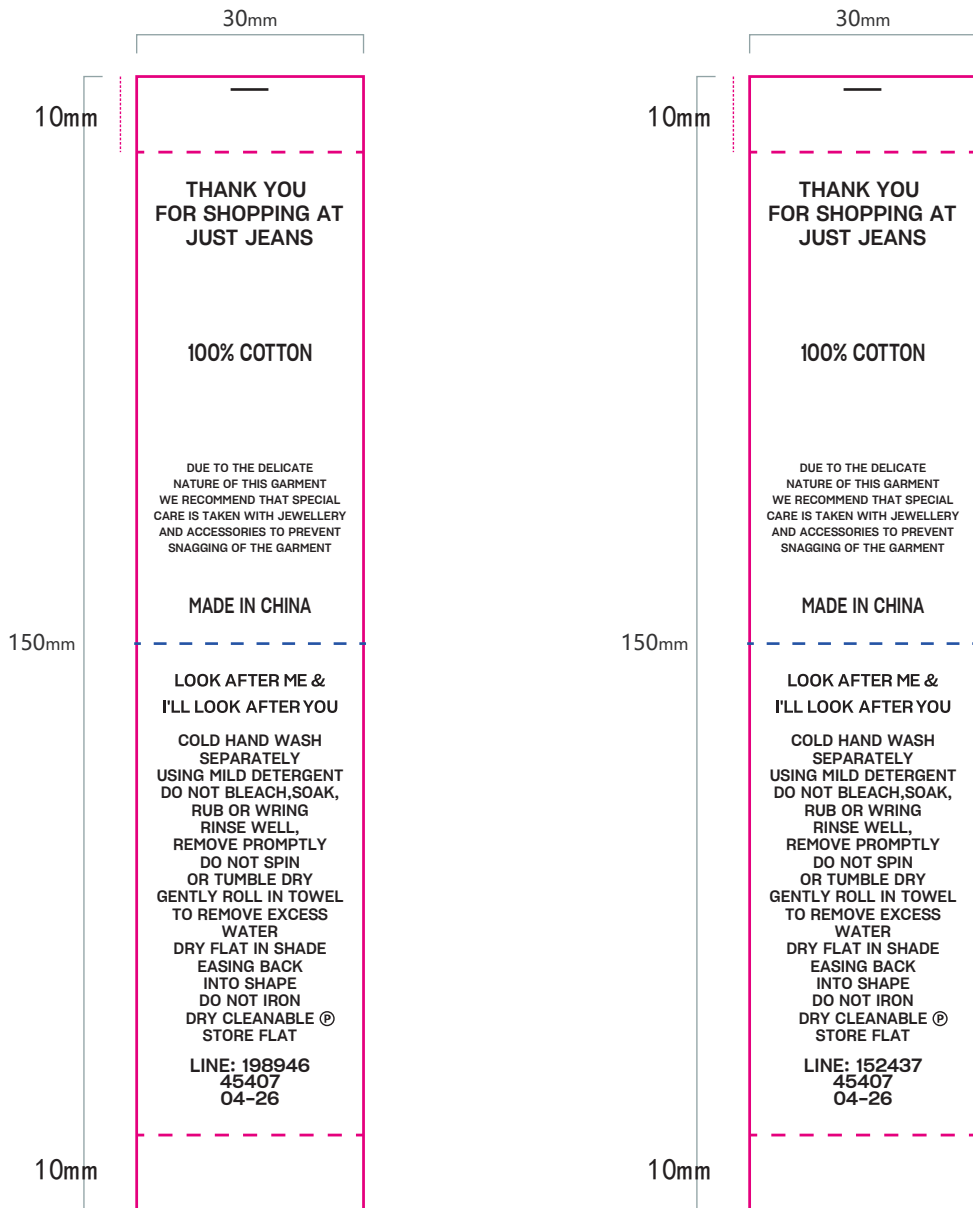 30mm
10mm
THANK YOU
FOR SHOPPING AT
JUST JEANS
100% COTTON
DUE TO THE DELICATE
NATURE OF THIS GARMENT
WE RECOMMEND THAT SPECIAL
CARE IS TAKEN WITH JEWELLERY
AND ACCESSORIES TO PREVENT
SNAGGING OF THE GARMENT
MADE IN CHINA
150mm
LOOK AFTER ME &
I'LL LOOK AFTER YOU
COLD HAND WASH
SEPARATELY
USING MILD DETERGENT
DO NOT BLEACH,SOAK,
RUB OR WRING
RINSE WELL,
REMOVE PROMPTLY
DO NOT SPIN
OR TUMBLE DRY
GENTLY ROLL IN TOWEL
TO REMOVE EXCESS
WATER
DRY FLAT IN SHADE
EASING BACK
INTO SHAPE
DO NOT IRON
DRY CLEANABLE Ⓟ
STORE FLAT
LINE: 198946
45407
04-26
10mm
30mm
10mm
THANK YOU
FOR SHOPPING AT
JUST JEANS
100% COTTON
DUE TO THE DELICATE
NATURE OF THIS GARMENT
WE RECOMMEND THAT SPECIAL
CARE IS TAKEN WITH JEWELLERY
AND ACCESSORIES TO PREVENT
SNAGGING OF THE GARMENT
MADE IN CHINA
150mm
LOOK AFTER ME &
I'LL LOOK AFTER YOU
COLD HAND WASH
SEPARATELY
USING MILD DETERGENT
DO NOT BLEACH,SOAK,
RUB OR WRING
RINSE WELL,
REMOVE PROMPTLY
DO NOT SPIN
OR TUMBLE DRY
GENTLY ROLL IN TOWEL
TO REMOVE EXCESS
WATER
DRY FLAT IN SHADE
EASING BACK
INTO SHAPE
DO NOT IRON
DRY CLEANABLE Ⓟ
STORE FLAT
LINE: 152437
45407
04-26
10mm